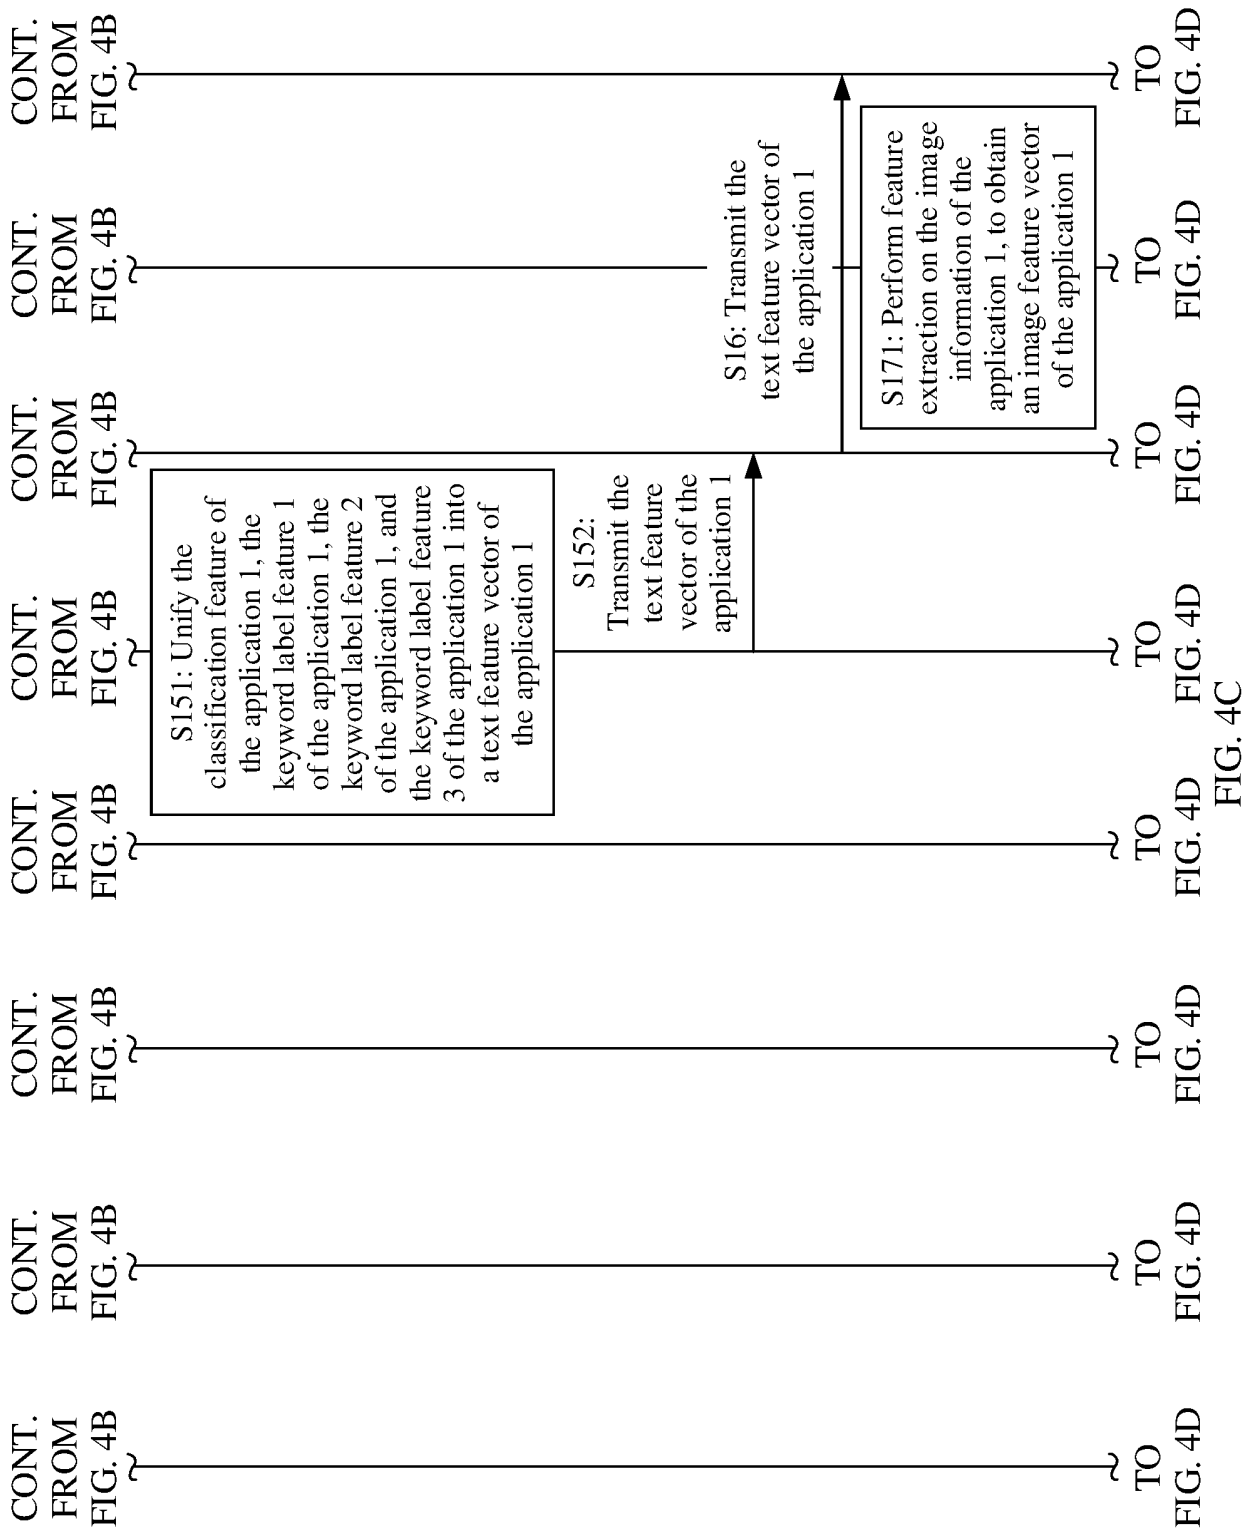 CONT.
FROM
FIG. 4B
CONT.
FROM
FIG. 4B
CONT.
FROM
FIG. 4B
CONT.
FROM
FIG. 4B
CONT.
FROM
FIG. 4B
CONT.
FROM
FIG. 4B
CONT.
FROM
FIG. 4B
CONT.
FROM
FIG. 4B
S151: Unify the
classification feature of
the application 1, the
keyword label feature 1
of the application 1, the
keyword label feature 2
of the application 1, and
the keyword label feature
3 of the application 1 into
a text feature vector of
the application 1
S152:
Transmit the
text feature
vector of the
application 1
S16: Transmit the
text feature vector of
the application 1
S171: Perform feature
extraction on the image
information of the
application 1, to obtain
an image feature vector
of the application 1
TO
FIG. 4D
TO
FIG. 4D
TO
FIG. 4D
TO
FIG. 4D
TO
FIG. 4D
TO
FIG. 4D
TO
FIG. 4D
TO
FIG. 4D
FIG. 4C